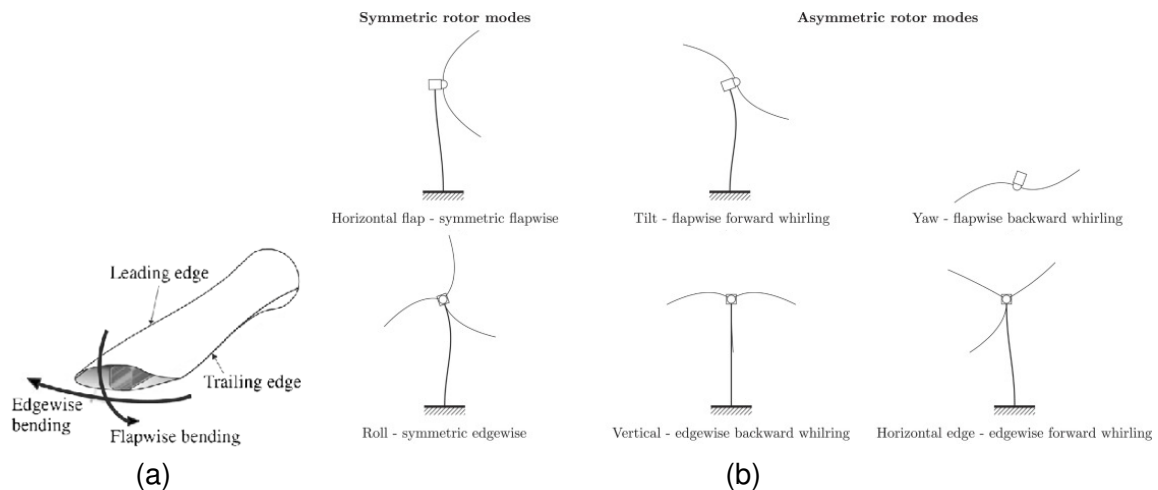 Symmetric rotor modes
Asymmetric rotor modes
Horizontal flap - symmetric flapwise
Tilt - flapwise forward whirling
Yaw - flapwise backward whirling
Leading edge
Trailing edge
Edgewise
bending
Flapwise bending
Roll - symmetric edgewise
Vertical - edgewise backward whilring
Horizontal edge - edgewise forward whirling
(a)
(b)